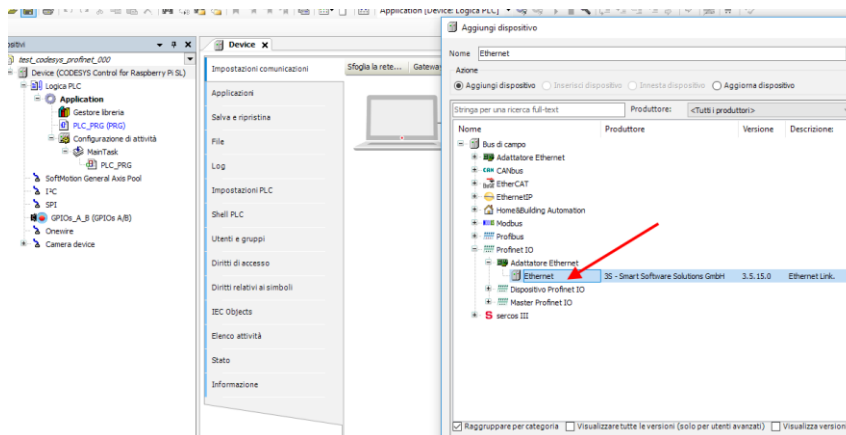 Application [Device: Logica PLC]
test_codesys_profinet_000
Device (CODESYS Control for Raspberry Pi SL)
Logica PLC
Application
Gestore libreria
PLC_PRG (PRG)
Configurazione di attività
MainTask
PLC_PRG
SoftMotion General Axis Pool
I²C
SPI
GPIOs_A_B (GPIOs A/B)
Onewire
Camera device
Device
Impostazioni comunicazioni
Applicazioni
Salva e ripristina
File
Log
Impostazioni PLC
Shell PLC
Utenti e gruppi
Diritti di accesso
Diritti relativi ai simboli
IEC Objects
Elenco attività
Stato
Informazione
Sfoglia la rete...
Aggiungi dispositivo
Nome Ethernet
Azione
Aggiungi dispositivo Inserisci dispositivo Innesta dispositivo Aggiorna dispositivo
Stringa per una ricerca full-text Produttore: <Tutti i produttori>
Nome Produttore Versione Descrizione:
Bus di campo
Adattatore Ethernet
CANbus
EtherCAT
EthernetIP
Home&Building Automation
Modbus
Profibus
Profinet IO
Adattatore Ethernet
Ethernet 3S - Smart Software Solutions GmbH 3.5.15.0 Ethernet Link.
Dispositivo Profinet IO
Master Profinet IO
sercos III
Raggruppare per categoria Visualizzare tutte le versioni (solo per utenti avanzati) Visualizza version